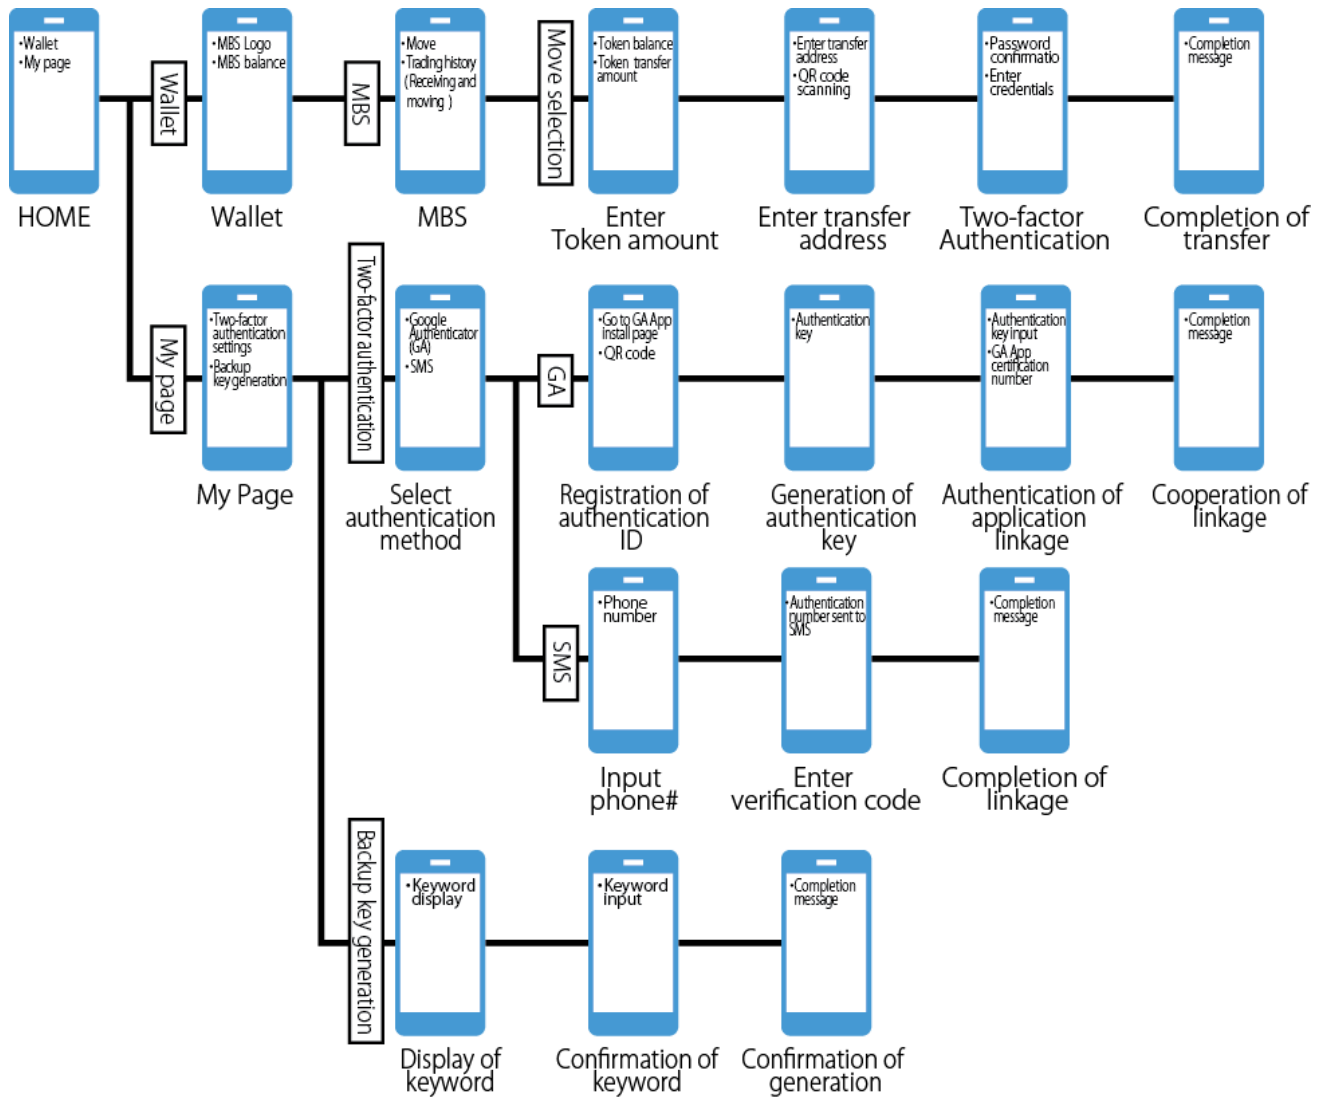 •Wallet
•My page
HOME
Wallet
•MBS Logo
•MBS balance
Wallet
MBS
•Move
•Trading history
(Receiving and
moving )
MBS
Move selection
•Token balance
•Token transfer
amount
Enter
Token amount
•Enter transfer
address
•QR code
scanning
Enter transfer
address
•Password
confirmatio
•Enter
credentials
Two-factor
Authentication
•Completion
message
Completion of
transfer
My page
•Two-factor
authentication
settings
•Backup
key generation
My Page
Two-factor authentication
•Google
Authenticator
(GA)
•SMS
Select
authentication
method
GA
•Go to GA App
install page
•QR code
Registration of
authentication
ID
•Authentication
key
Generation of
authentication
key
•Authentication
key input
•GA App
certification
number
Authentication of
application
linkage
•Completion
message
Cooperation of
linkage
SMS
•Phone
number
Input
phone#
•Authentication
number sent to
SMS
Enter
verification code
•Completion
message
Completion of
linkage
Backup key generation
•Keyword
display
Display of
keyword
•Keyword
input
Confirmation of
keyword
•Completion
message
Confirmation of
generation